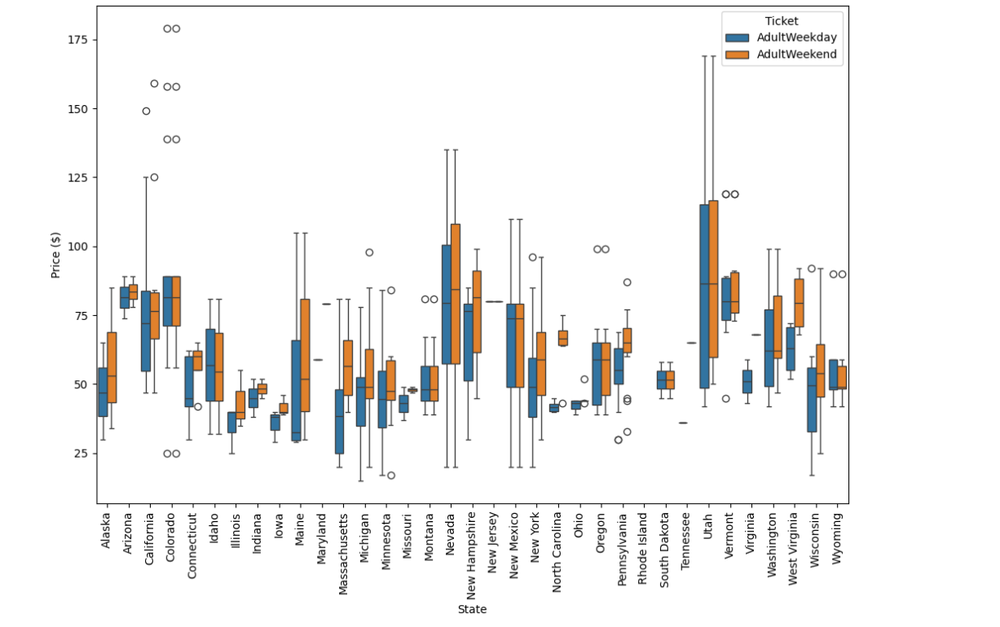 Ticket
AdultWeekday
AdultWeekend
175
150
125
100
75
50
25
Price ($)
Alaska
Arizona
California
Colorado
Connecticut
Idaho
Illinois
Indiana
Iowa
Maine
Maryland
Massachusetts
Michigan
Minnesota
Missouri
Montana
Nevada
New Hampshire
New Jersey
New Mexico
New York
North Carolina
Ohio
Oregon
Pennsylvania
Rhode Island
South Dakota
Tennessee
Utah
Vermont
Virginia
Washington
West Virginia
Wisconsin
Wyoming
State